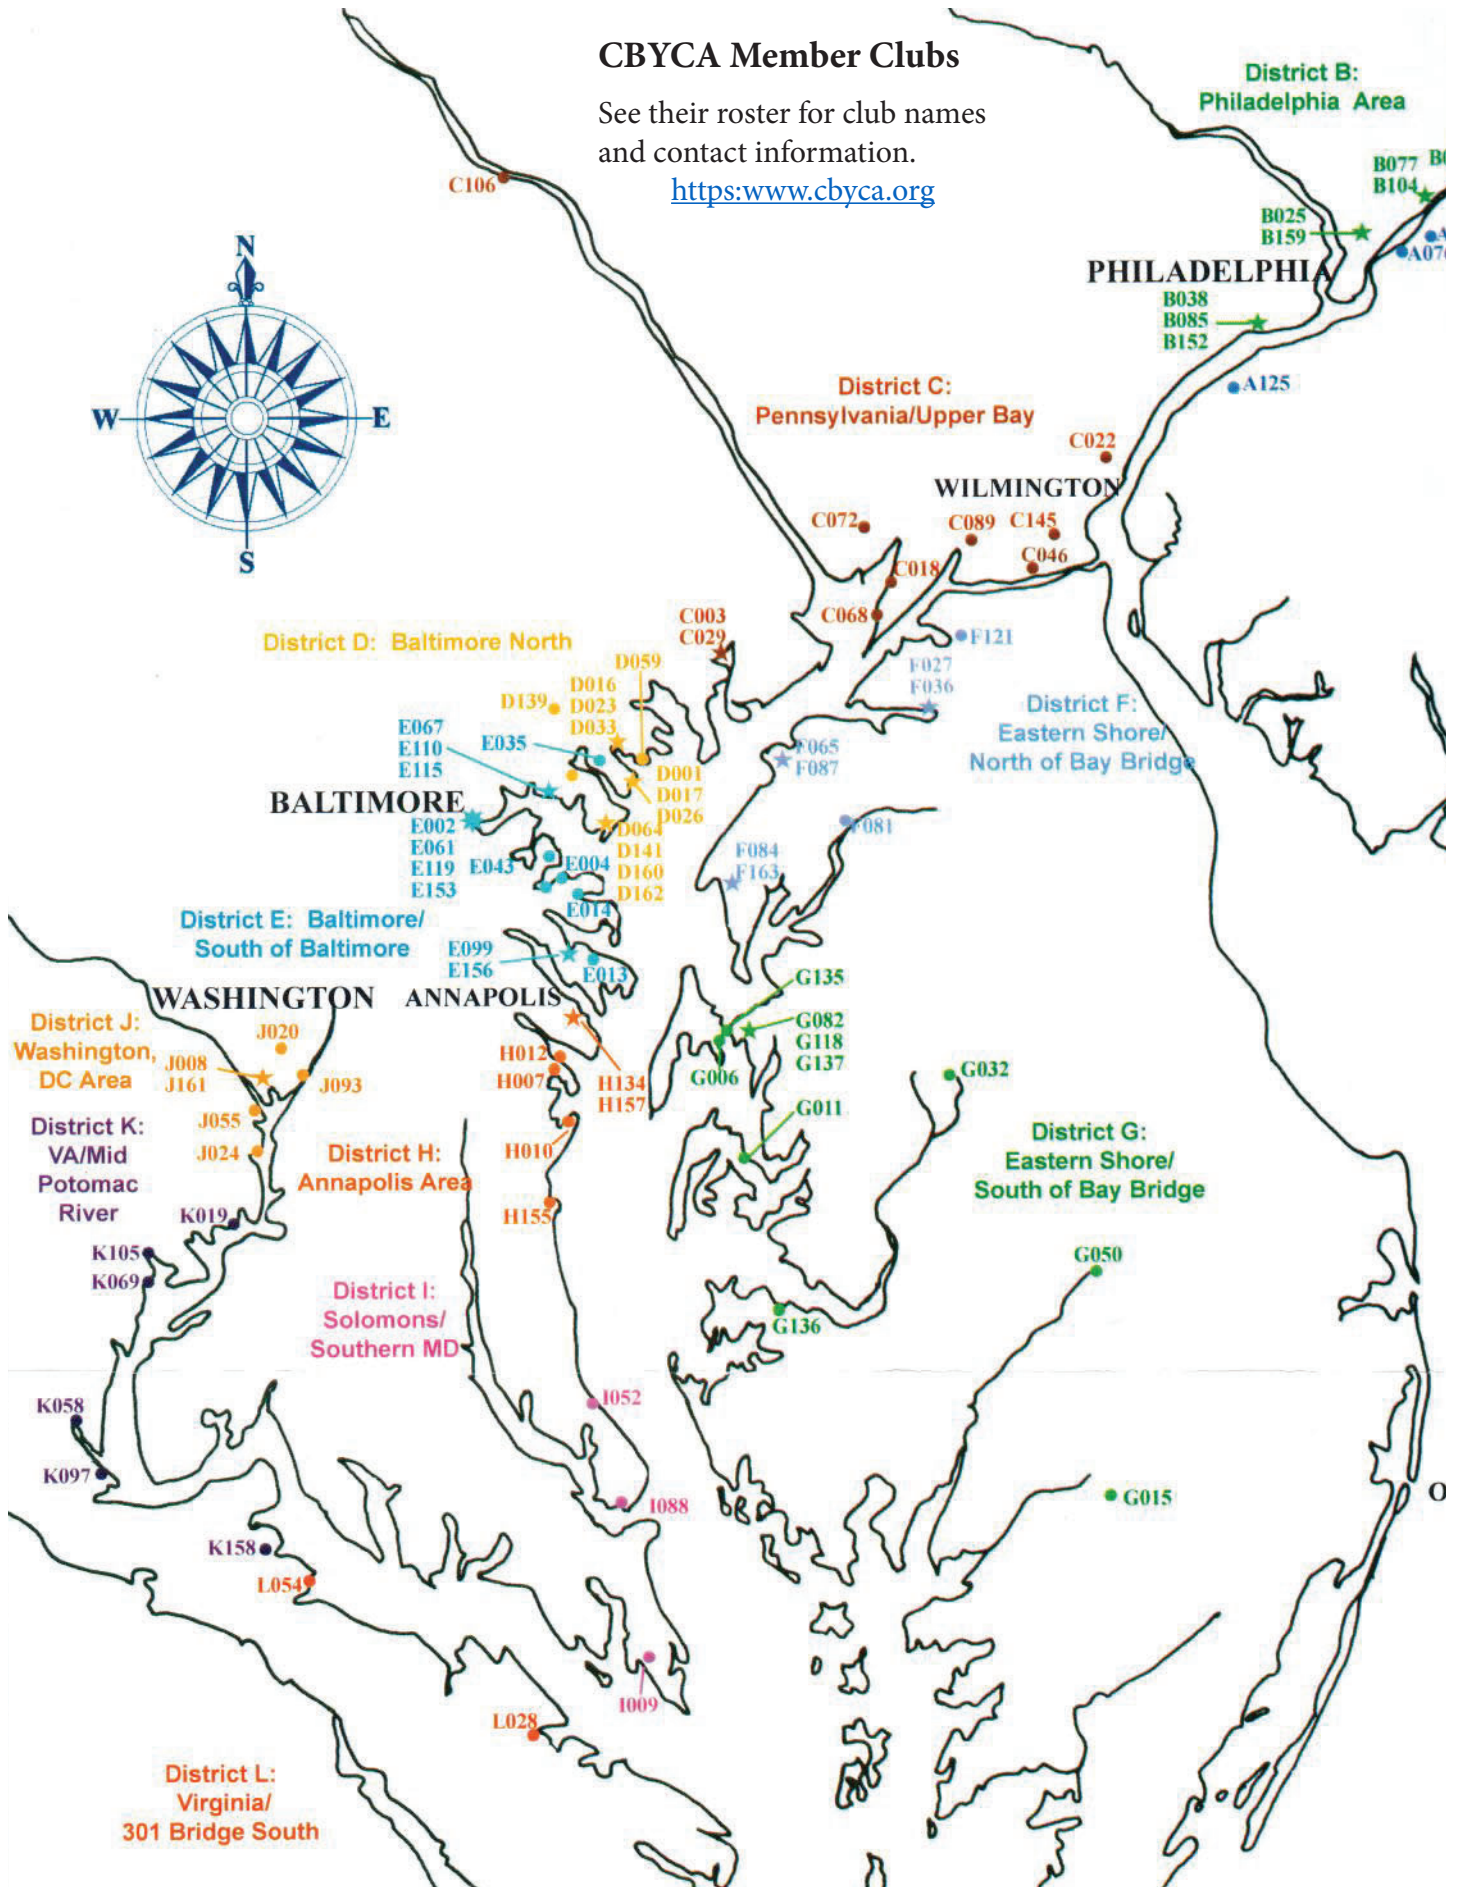 CBYCA Member Clubs
See their roster for club names
and contact information.
https:www.cbyca.org
District B:
Philadelphia Area
B077
B104
B025
B159
A076
PHILADELPHIA
B038
B085
B152
A125
C106
N
W
E
S
District C:
Pennsylvania/Upper Bay
C022
WILMINGTON
C072
C089
C145
C046
C018
C068
C003
C029
F121
F027
F036
District D: Baltimore North
D059
D016
D023
D033
D139
E067
E110
E115
E035
District F:
Eastern Shore/
North of Bay Bridge
F065
F087
D001
D017
D026
BALTIMORE
E002
E061
E119
E153
E043
E004
E014
D064
D141
D160
D162
F081
F084
F163
District E: Baltimore/
South of Baltimore
E099
E156
E013
WASHINGTON
ANNAPOLIS
G135
G082
G118
G137
G006
District J:
Washington,
DC Area
J020
J008
J161
J093
J055
J024
H012
H007
H134
H157
G032
G011
H010
District K:
VA/Mid
Potomac
River
District H:
Annapolis Area
District G:
Eastern Shore/
South of Bay Bridge
H155
K019
K105
K069
G050
District I:
Solomons/
Southern MD
G136
I052
K058
K097
I088
G015
O
K158
L054
I009
L028
District L:
Virginia/
301 Bridge South